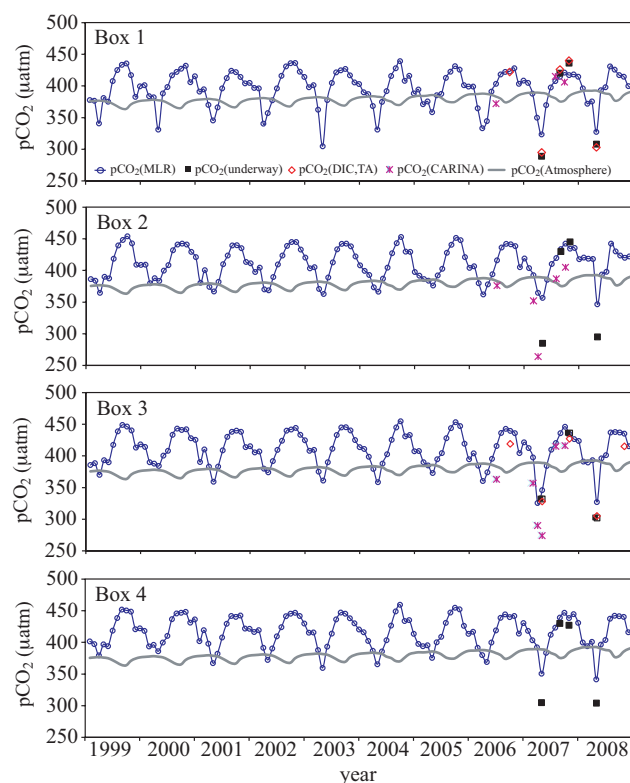 500
450
400
350
300
250
pCO₂ (μatm)
Box 1
pCO₂(MLR) pCO₂(underway) pCO₂(DIC,TA) pCO₂(CARINA) pCO₂(Atmosphere)
500
450
400
350
300
250
pCO₂ (μatm)
Box 2
500
450
400
350
300
250
pCO₂ (μatm)
Box 3
500
450
400
350
300
250
pCO₂ (μatm)
Box 4
1999 2000 2001 2002 2003 2004 2005 2006 2007 2008
year